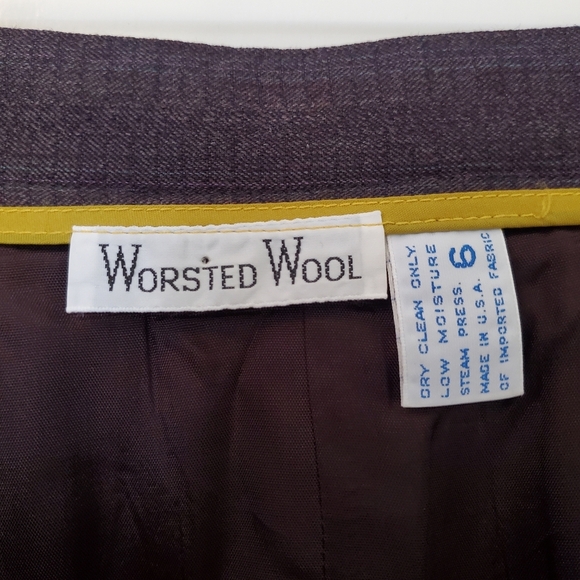 WORSTED WOOL
DRY CLEAN ONLY.
LOW MOISTURE
STEAM PRESS. 6
MADE IN U.S.A.
OF IMPORTED FABRIC